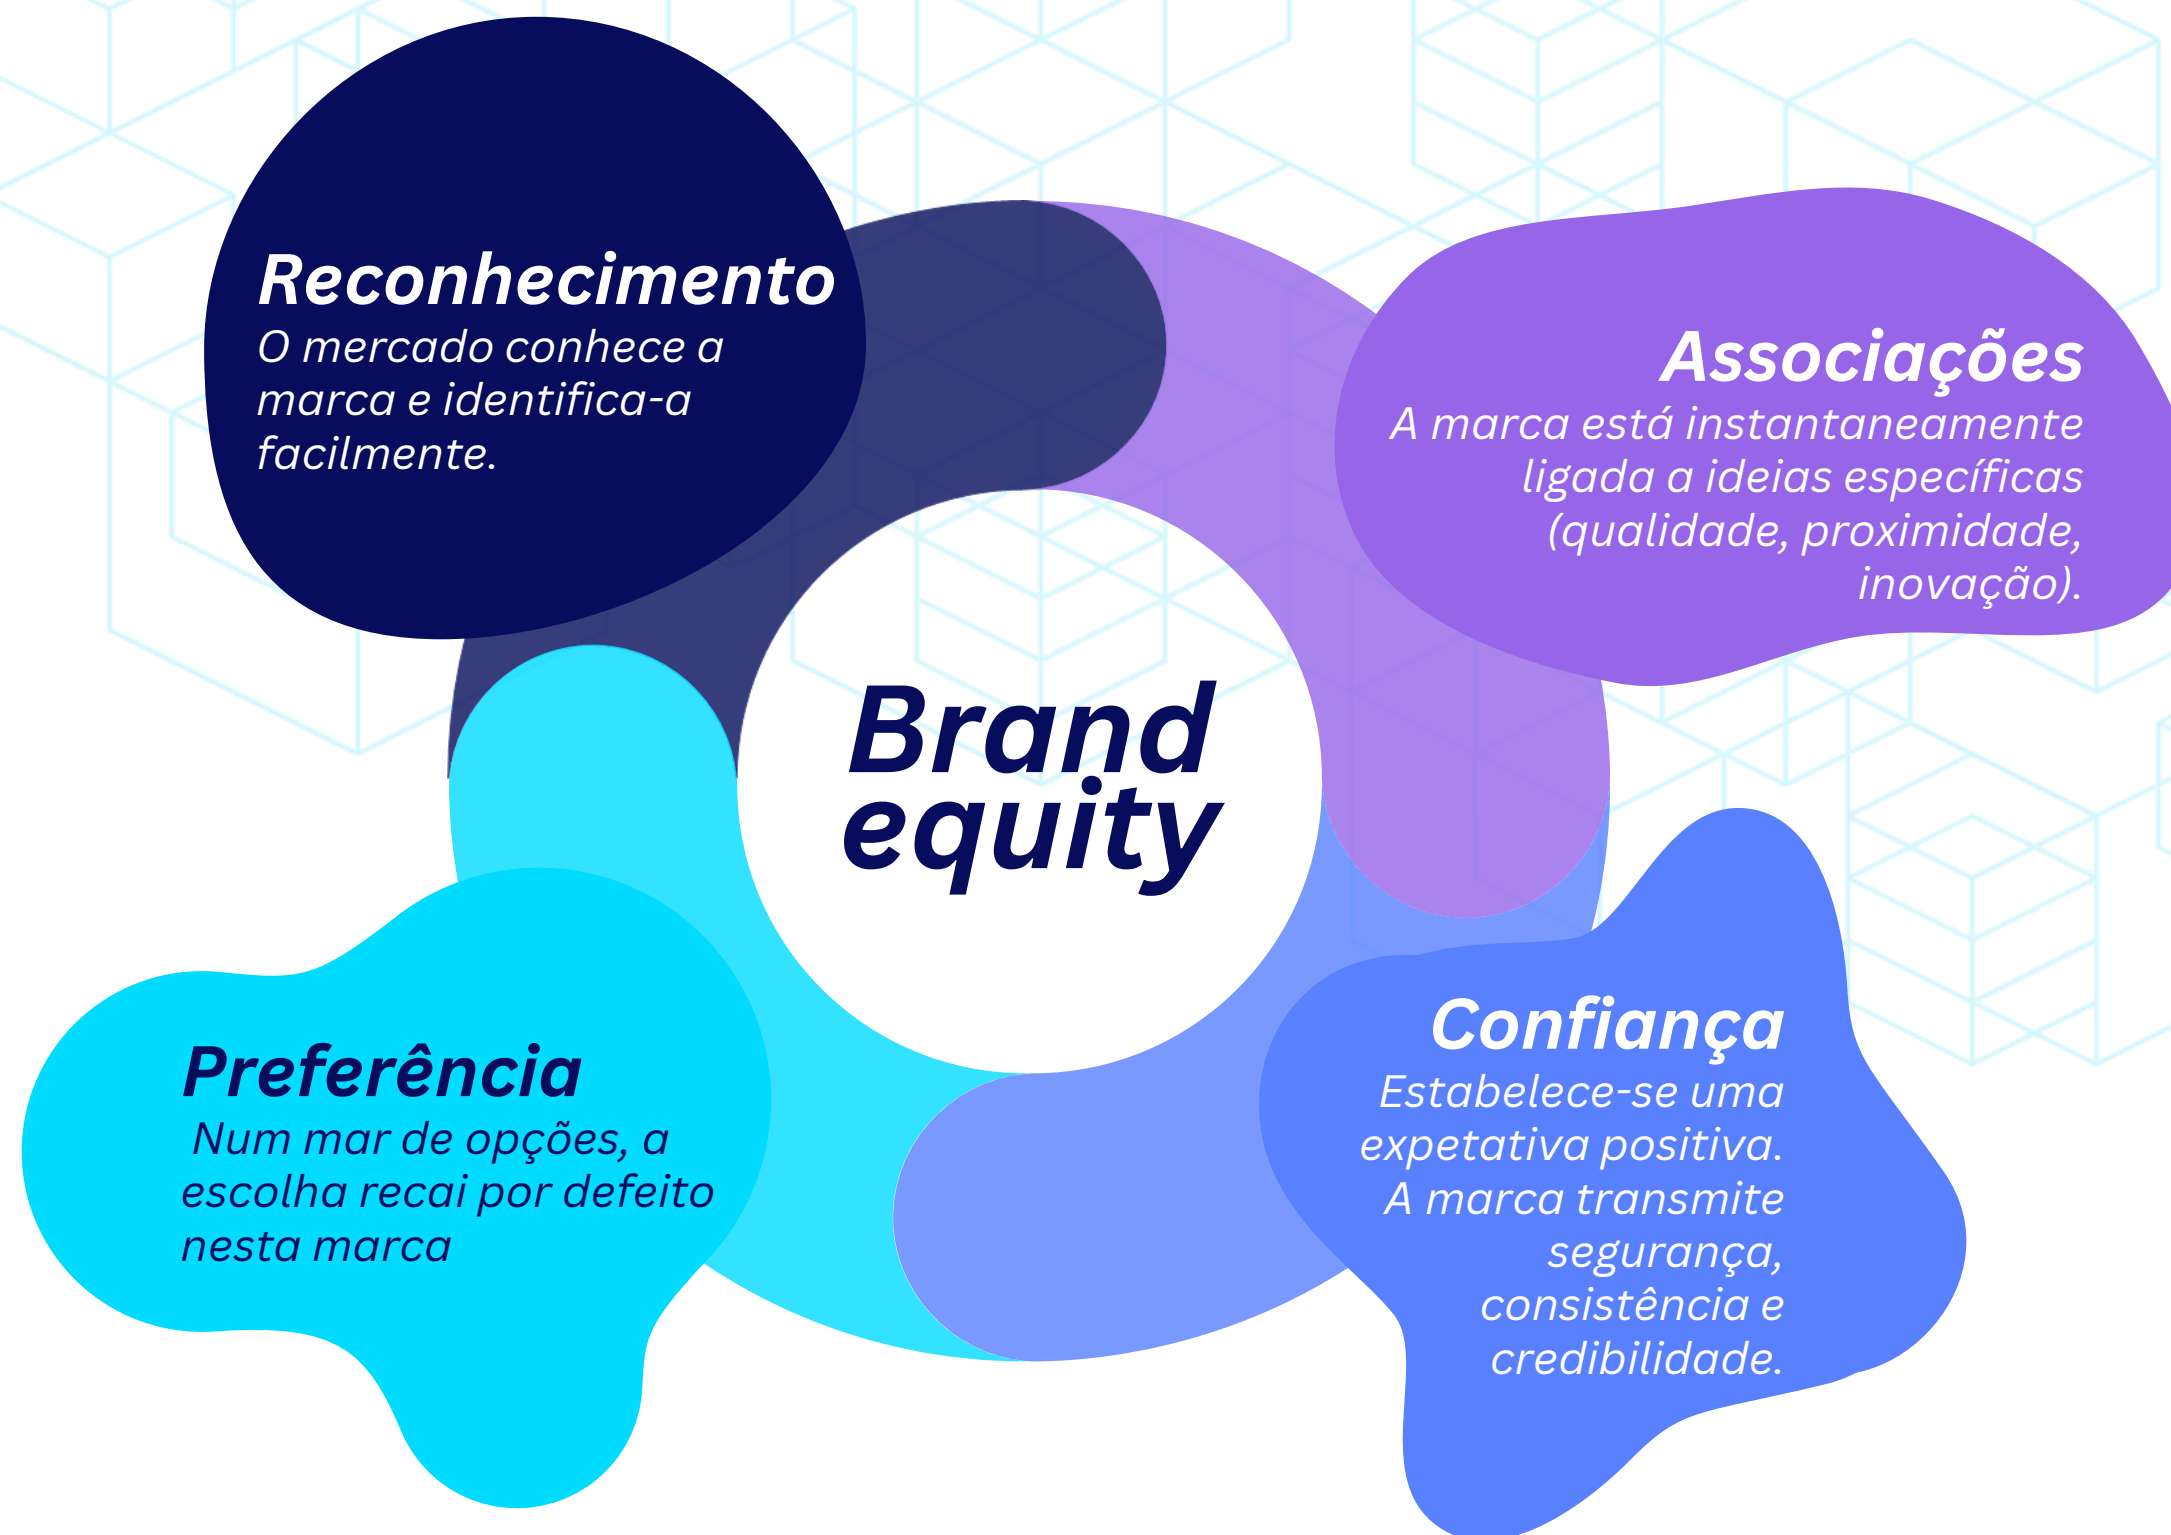 Reconhecimento
O mercado conhece a
marca e identifica-a
facilmente.
Associações
A marca está instantaneamente
ligada a ideias específicas
(qualidade, proximidade,
inovação).
Brand
equity
Preferência
Num mar de opções, a
escolha recai por defeito
nesta marca
Confiança
Estabelece-se uma
expetativa positiva.
A marca transmite
segurança,
consistência e
credibilidade.